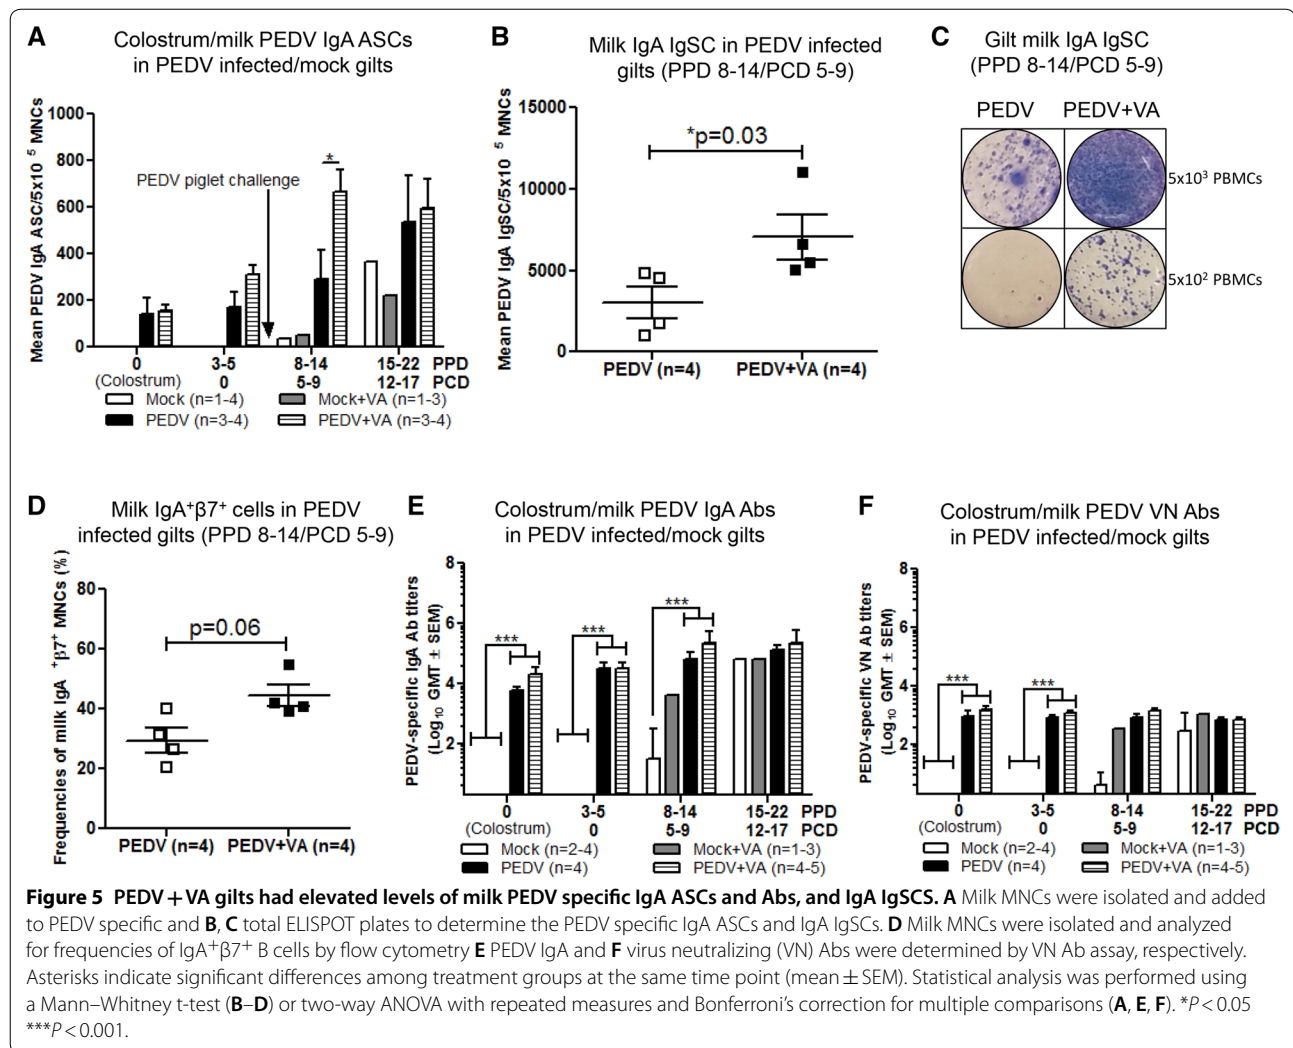 A
Colostrum/milk PEDV IgA ASCs
in PEDV infected/mock gilts
Mean PEDV IgA ASC/5x10 5 MNCs
1000
800
600
400
200
0
PEDV piglet challenge
*
0 3-5 8-14 15-22 PPD
(Colostrum) 0 5-9 12-17 PCD
Mock (n=1-4) Mock+VA (n=1-3)
PEDV (n=3-4) PEDV+VA (n=3-4)
B
Milk IgA IgSC in PEDV infected
gilts (PPD 8-14/PCD 5-9)
Mean PEDV IgA IgSC/5x10 5 MNCs
15000
10000
5000
0
*p=0.03
PEDV (n=4) PEDV+VA (n=4)
C
Gilt milk IgA IgSC
(PPD 8-14/PCD 5-9)
PEDV PEDV+VA
5x10³ PBMCs
5x10² PBMCs
D
Milk IgA⁺β7⁺ cells in PEDV
infected gilts (PPD 8-14/PCD 5-9)
Frequencies of milk IgA ⁺β7⁺ MNCs (%)
80
60
40
20
0
p=0.06
PEDV (n=4) PEDV+VA (n=4)
E
Colostrum/milk PEDV IgA Abs
in PEDV infected/mock gilts
PEDV-specific IgA Ab titers
(Log₁₀ GMT ± SEM)
8
6
4
2
*** *** ***
0 3-5 8-14 15-22 PPD
(Colostrum) 0 5-9 12-17 PCD
Mock (n=2-4) Mock+VA (n=1-3)
PEDV (n=4) PEDV+VA (n=4-5)
F
Colostrum/milk PEDV VN Abs
in PEDV infected/mock gilts
PEDV-specific VN Ab titers
(Log₁₀ GMT ± SEM)
8
6
4
2
*** ***
0 3-5 8-14 15-22 PPD
(Colostrum) 0 5-9 12-17 PCD
Mock (n=2-4) Mock+VA (n=1-3)
PEDV (n=4) PEDV+VA (n=4-5)
Figure 5 PEDV + VA gilts had elevated levels of milk PEDV specific IgA ASCs and Abs, and IgA IgSCS. A Milk MNCs were isolated and added
to PEDV specific and B, C total ELISPOT plates to determine the PEDV specific IgA ASCs and IgA IgSCs. D Milk MNCs were isolated and analyzed
for frequencies of IgA⁺β7⁺ B cells by flow cytometry E PEDV IgA and F virus neutralizing (VN) Abs were determined by VN Ab assay, respectively.
Asterisks indicate significant differences among treatment groups at the same time point (mean ± SEM). Statistical analysis was performed using
a Mann–Whitney t-test (B–D) or two-way ANOVA with repeated measures and Bonferroni's correction for multiple comparisons (A, E, F). *P < 0.05
***P < 0.001.